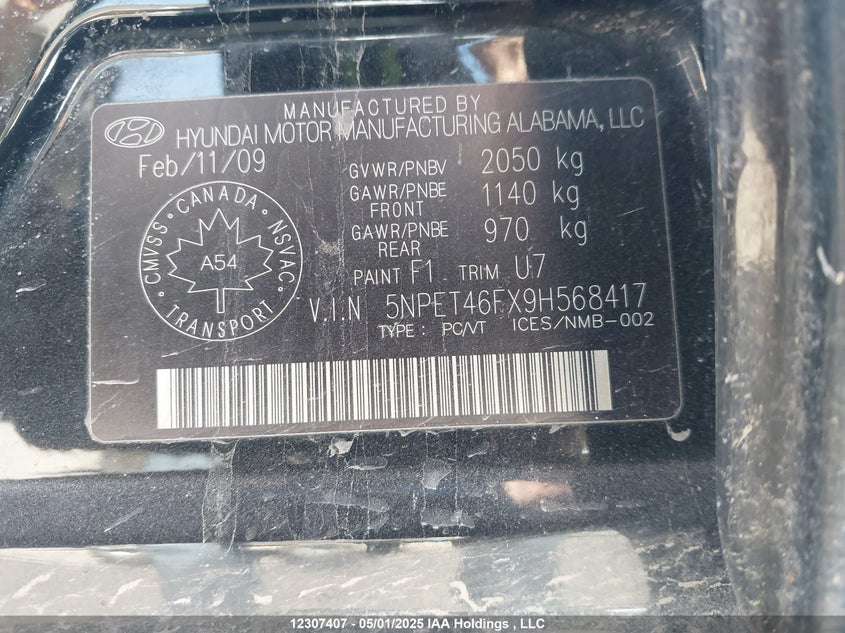 MANUFACTURED BY
HYUNDAI MOTOR MANUFACTURING ALABAMA, LLC
Feb/11/09
GVWR/PNBV 2050 kg
GAWR/PNBE FRONT 1140 kg
GAWR/PNBE REAR 970 kg
PAINT F1 TRIM U7
CMVSS • CANADA • NSVAC • TRANSPORT •
A54
V.I.N 5NPET46FX9H568417
TYPE: PC/VT ICES/NMB-002
12307407 - 05/01/2025 IAA Holdings , LLC